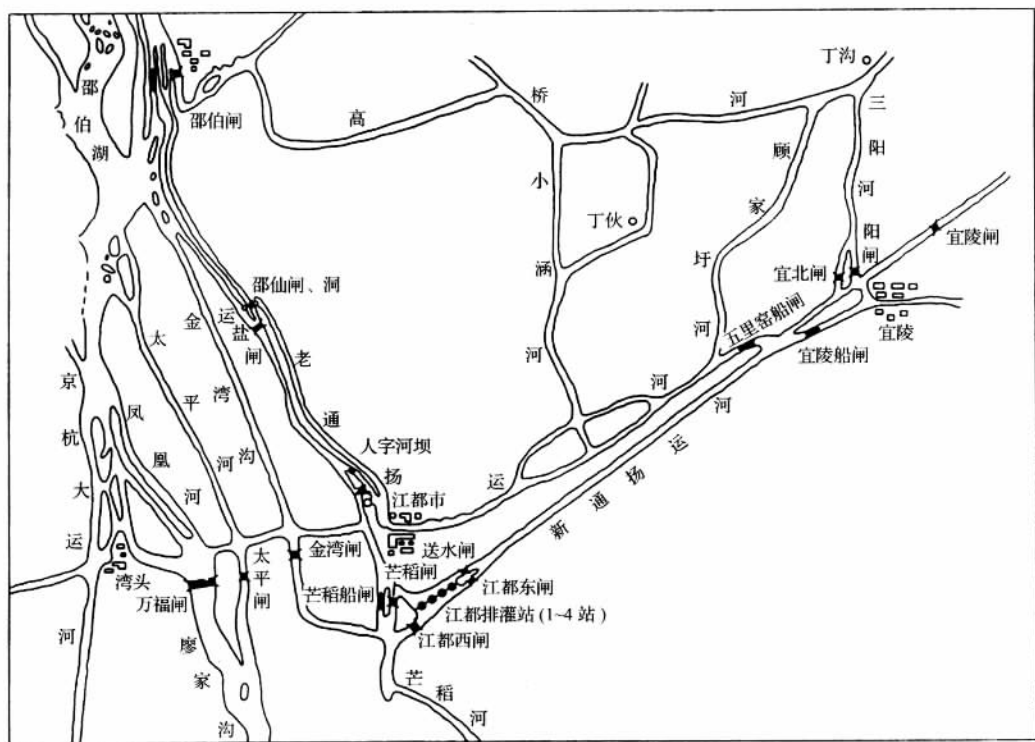 丁沟
邵伯湖
邵伯闸
高桥河
三阳河
小涵河
丁伙
顾家圩河
阳闸
宜北闸
宜陵闸
宜陵
五里窑船闸
宜陵船闸
邵仙闸、洞
运盐闸
太平河
金湾沟
凤凰河
京杭大运河
老通扬运河
新通扬运河
人字河坝
江都市
送水闸
芒稻闸
金湾闸
太平闸
湾头
万福闸
芒稻船闸
江都东闸
江都排灌站(1~4站)
江都西闸
廖家沟
芒稻河